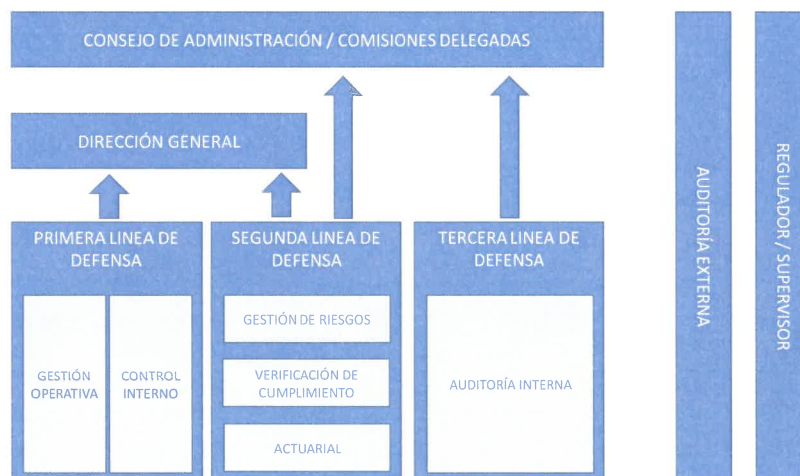 CONSEJO DE ADMINISTRACIÓN / COMISIONES DELEGADAS
DIRECCIÓN GENERAL
PRIMERA LINEA DE
DEFENSA
GESTIÓN
OPERATIVA
CONTROL
INTERNO
SEGUNDA LINEA DE
DEFENSA
GESTIÓN DE RIESGOS
VERIFICACIÓN DE
CUMPLIMIENTO
ACTUARIAL
TERCERA LINEA DE
DEFENSA
AUDITORÍA INTERNA
AUDITORÍA EXTERNA
REGULADOR / SUPERVISOR